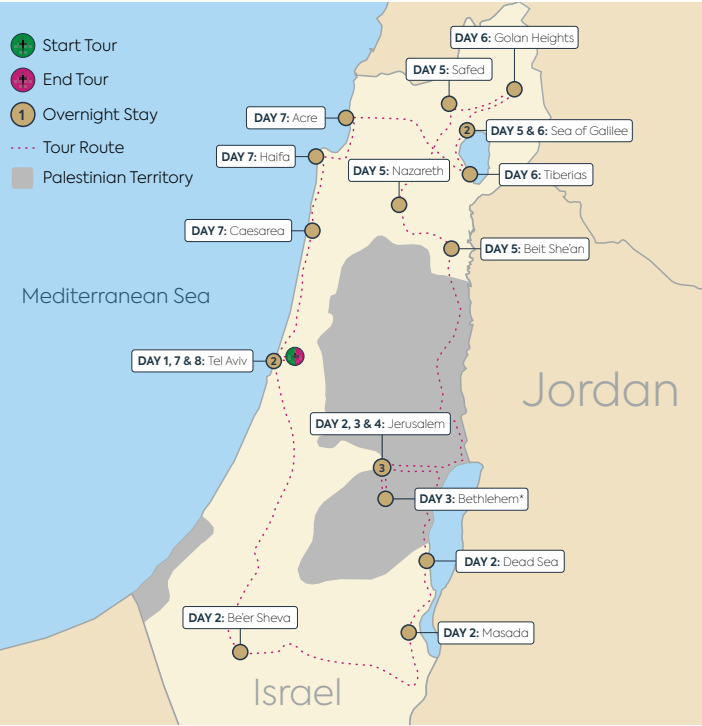 Start Tour
End Tour
1 Overnight Stay
Tour Route
Palestinian Territory
DAY 6: Golan Heights
DAY 5: Safed
DAY 7: Acre
2 DAY 5 & 6: Sea of Galilee
DAY 7: Haifa
DAY 5: Nazareth
DAY 6: Tiberias
DAY 7: Caesarea
DAY 5: Beit She'an
Mediterranean Sea
DAY 1, 7 & 8: Tel Aviv 2
Jordan
DAY 2, 3 & 4: Jerusalem
3
DAY 3: Bethlehem*
DAY 2: Dead Sea
DAY 2: Be'er Sheva
DAY 2: Masada
Israel